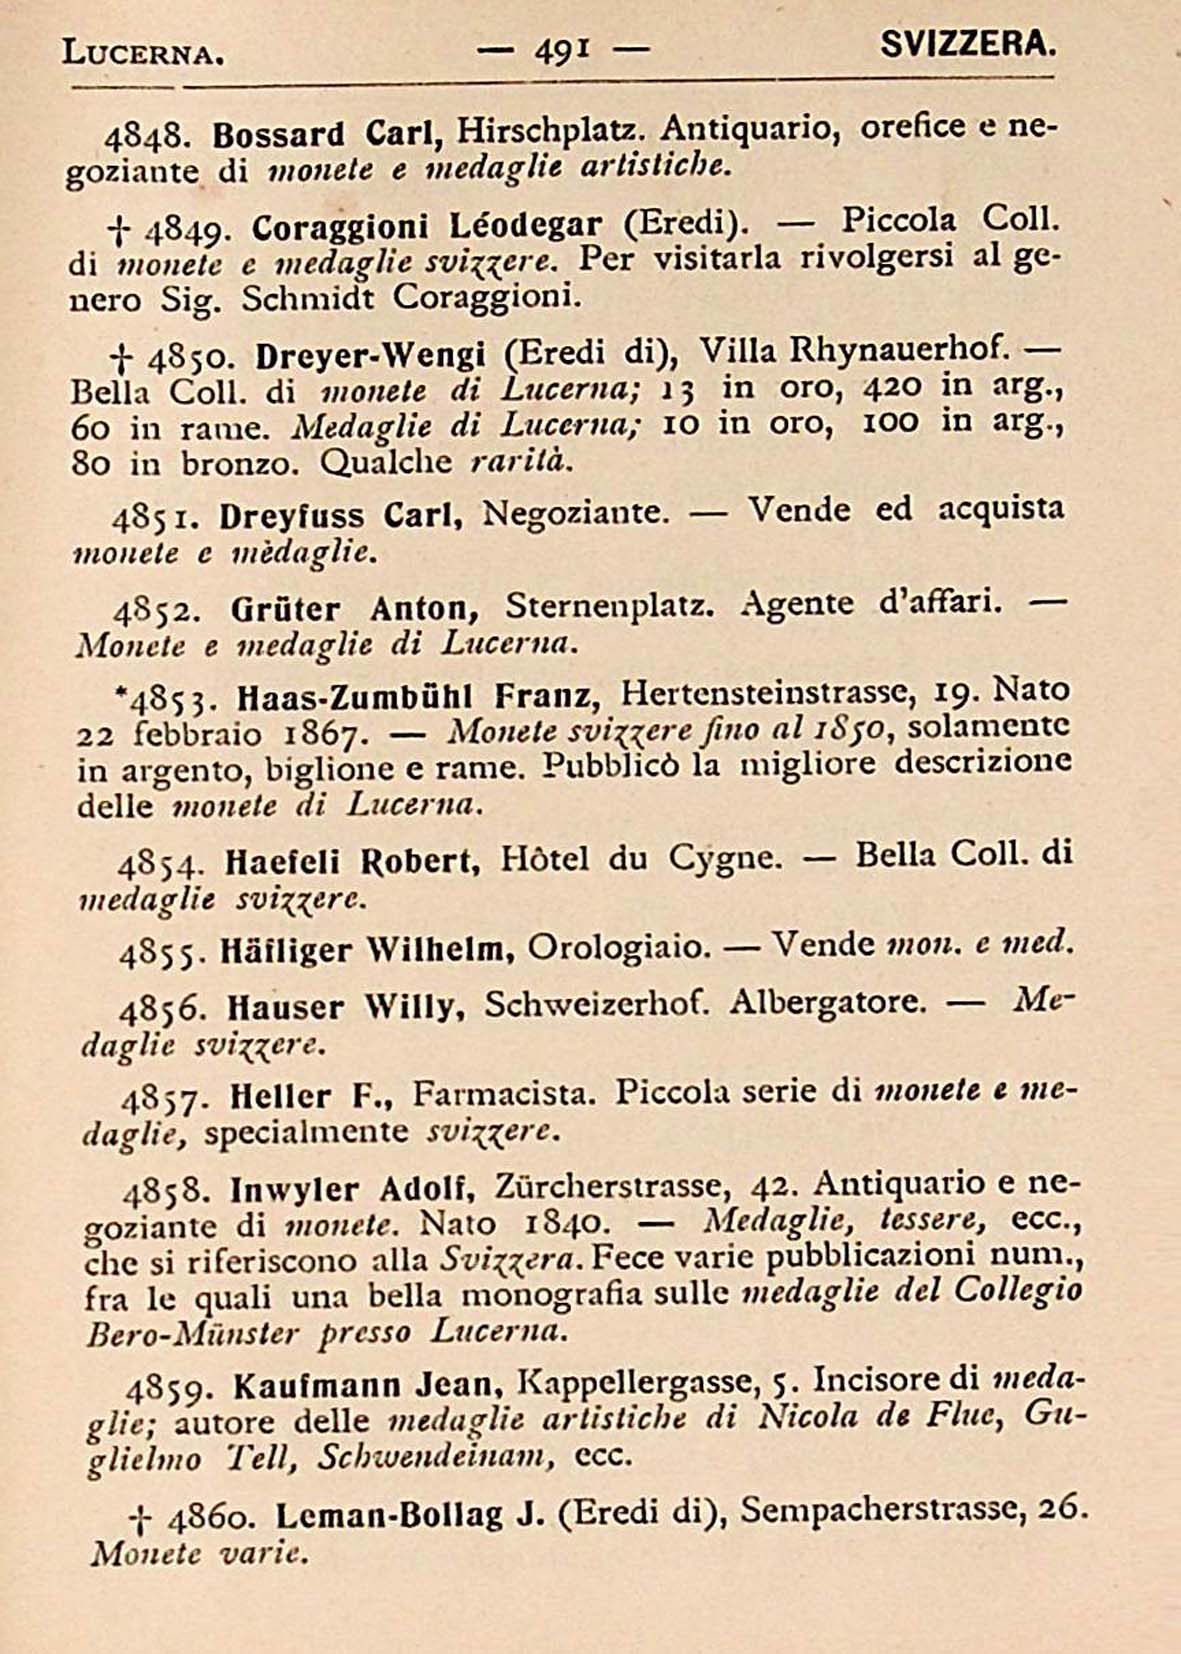 LUCERNA. — 491 — SVIZZERA.
4848. Bossard Carl, Hirschplatz. Antiquario, orefice e ne-
goziante di monete e medaglie artistiche.
† 4849. Coraggioni Léodegar (Eredi). — Piccola Coll.
di monete e medaglie svizzere. Per visitarla rivolgersi al ge-
nero Sig. Schmidt Coraggioni.
† 4850. Dreyer-Wengi (Eredi di), Villa Rhynauerhof. —
Bella Coll. di monete di Lucerna; 13 in oro, 420 in arg.,
60 in rame. Medaglie di Lucerna; 10 in oro, 100 in arg.,
80 in bronzo. Qualche rarità.
4851. Dreyfuss Carl, Negoziante. — Vende ed acquista
monete e mèdaglie.
4852. Grüter Anton, Sternenplatz. Agente d'affari. —
Monete e medaglie di Lucerna.
*4853. Haas-Zumbühl Franz, Hertensteinstrasse, 19. Nato
22 febbraio 1867. — Monete svizzere fino al 1850, solamente
in argento, biglione e rame. Pubblicò la migliore descrizione
delle monete di Lucerna.
4854. Haefeli Robert, Hôtel du Cygne. — Bella Coll. di
medaglie svizzere.
4855. Häfliger Wilhelm, Orologiaio. — Vende mon. e med.
4856. Hauser Willy, Schweizerhof. Albergatore. — Me-
daglie svizzere.
4857. Heller F., Farmacista. Piccola serie di monete e me-
daglie, specialmente svizzere.
4858. Inwyler Adolf, Zürcherstrasse, 42. Antiquario e ne-
goziante di monete. Nato 1840. — Medaglie, tessere, ecc.,
che si riferiscono alla Svizzera. Fece varie pubblicazioni num.,
fra le quali una bella monografia sulle medaglie del Collegio
Bero-Münster presso Lucerna.
4859. Kaufmann Jean, Kappellergasse, 5. Incisore di meda-
glie; autore delle medaglie artistiche di Nicola de Flue, Gu-
glielmo Tell, Schwendeinam, ecc.
† 4860. Leman-Bollag J. (Eredi di), Sempacherstrasse, 26.
Monete varie.